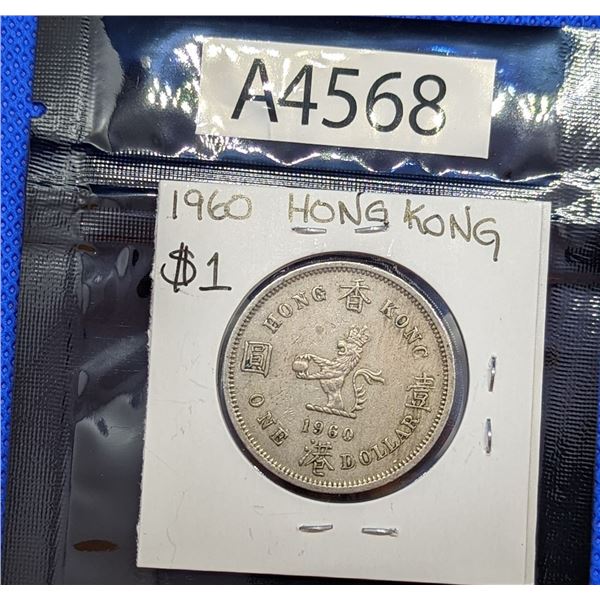 A4568
1960 HONG KONG
$1
HONG 香 KONG
圓 壹
1960
ONE 港 DOLLAR